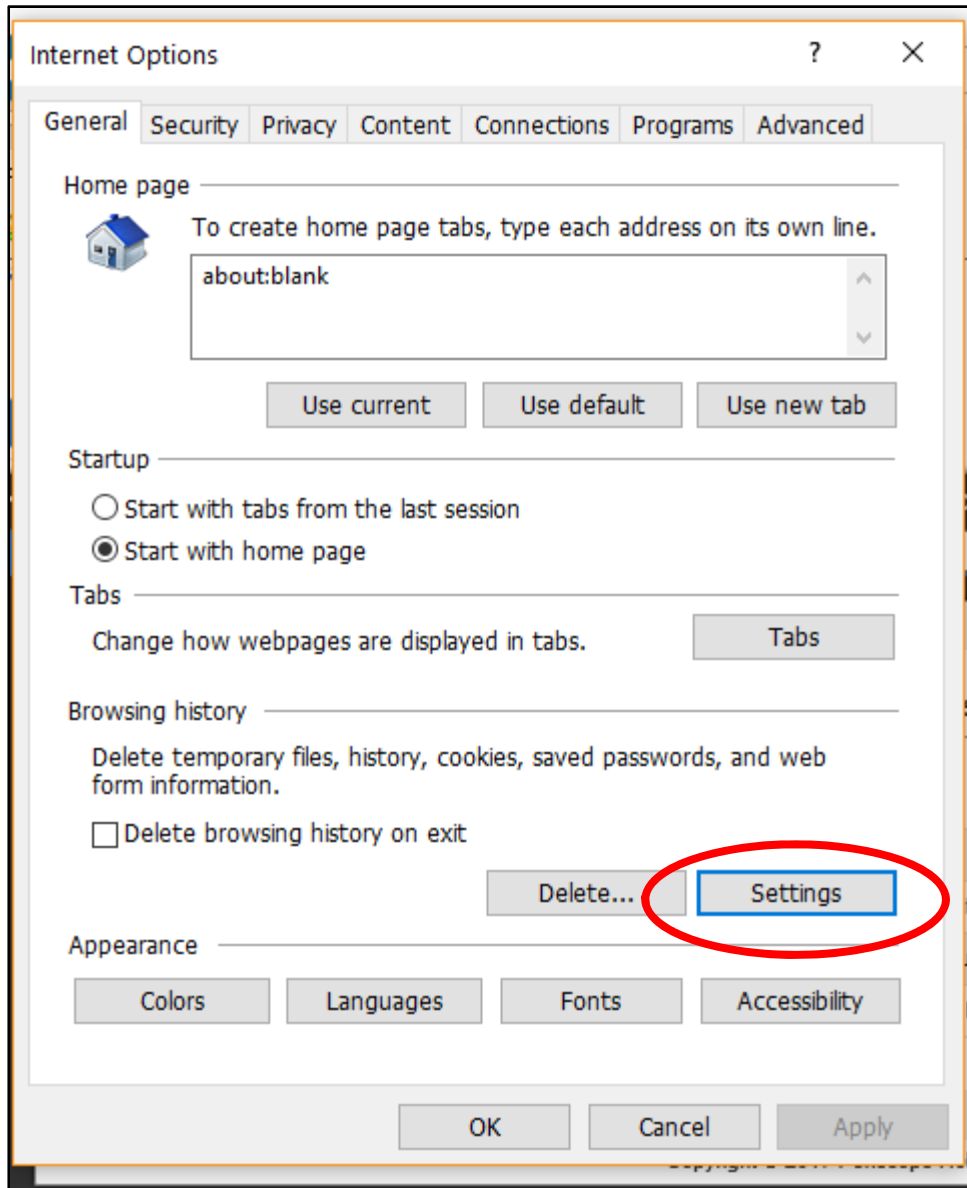 Internet Options ?
General Security Privacy Content Connections Programs Advanced
Home page
To create home page tabs, type each address on its own line.
about:blank
Use current Use default Use new tab
Startup
Start with tabs from the last session
Start with home page
Tabs
Change how webpages are displayed in tabs.
Tabs
Browsing history
Delete temporary files, history, cookies, saved passwords, and web
form information.
Delete browsing history on exit
Delete... Settings
Appearance
Colors Languages Fonts Accessibility
OK Cancel Apply